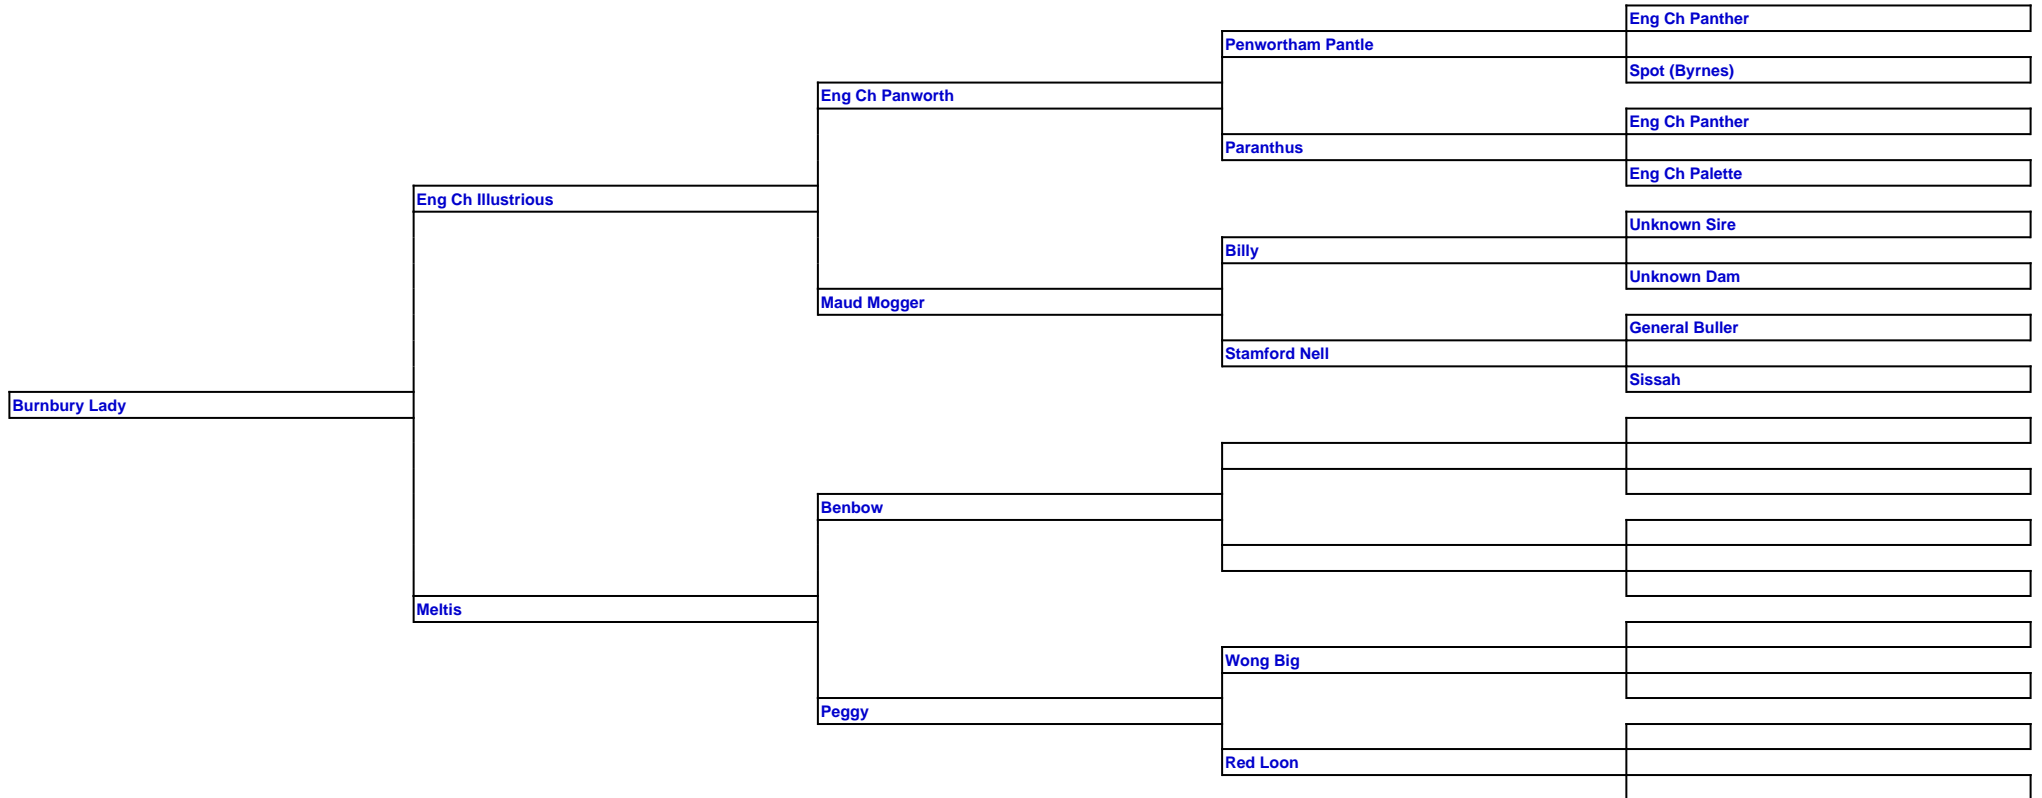 Eng Ch Panther
Penwortham Pantle
Spot (Byrnes)
Eng Ch Panworth
Eng Ch Panther
Paranthus
Eng Ch Palette
Eng Ch Illustrious
Unknown Sire
Billy
Unknown Dam
Maud Mogger
General Buller
Stamford Nell
Sissah
Burnbury Lady
Benbow
Meltis
Wong Big
Peggy
Red Loon